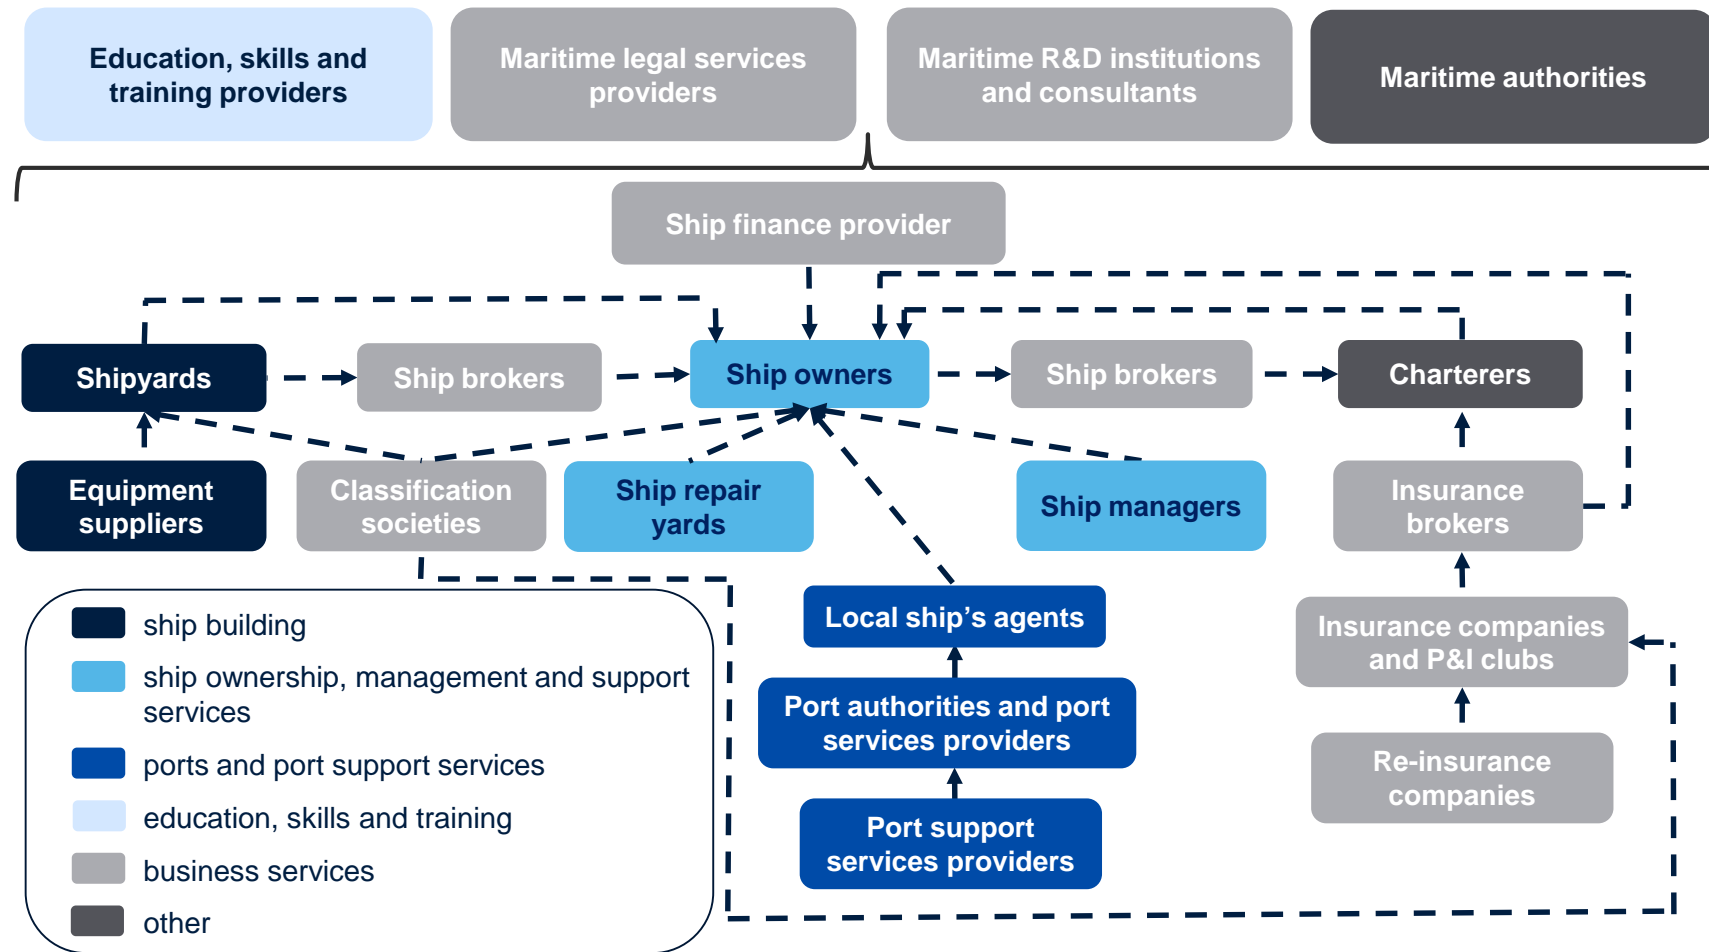 Education, skills and
training providers
Maritime legal services
providers
Maritime R&D institutions
and consultants
Maritime authorities
Ship finance provider
Shipyards
Ship brokers
Ship owners
Ship brokers
Charterers
Equipment
suppliers
Classification
societies
Ship repair
yards
Ship managers
Insurance
brokers
Local ship’s agents
Insurance companies
and P&I clubs
Port authorities and port
services providers
Re-insurance
companies
Port support
services providers
ship building
ship ownership, management and support
services
ports and port support services
education, skills and training
business services
other